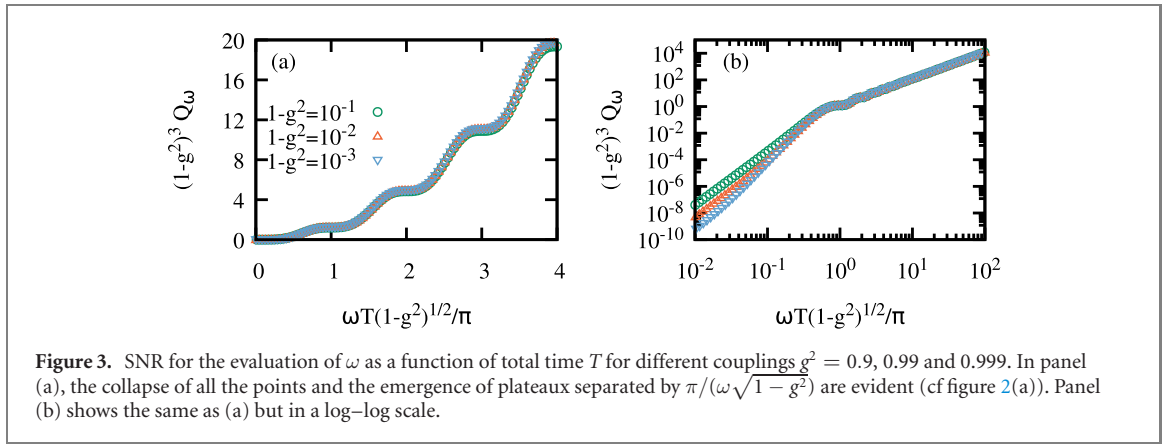 20
16
12
8
4
0
(1-g²)³ Qω
(a)
1-g²=10⁻¹
1-g²=10⁻²
1-g²=10⁻³
0 1 2 3 4
ωT(1-g²)^1/2/π
10⁴
10²
10⁰
10⁻²
10⁻⁴
10⁻⁶
10⁻⁸
10⁻¹⁰
(1-g²)³ Qω
(b)
10⁻² 10⁻¹ 10⁰ 10¹ 10²
ωT(1-g²)^1/2/π
Figure 3. SNR for the evaluation of ω as a function of total time T for different couplings g² = 0.9, 0.99 and 0.999. In panel
(a), the collapse of all the points and the emergence of plateaux separated by π/(ω√1 − g²) are evident (cf figure 2(a)). Panel
(b) shows the same as (a) but in a log–log scale.